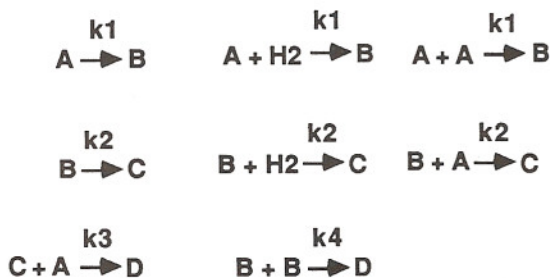 k1 k1 k1
A → B A + H2 → B A + A → B
k2 k2 k2
B → C B + H2 → C B + A → C
k3 k4
C + A → D B + B → D